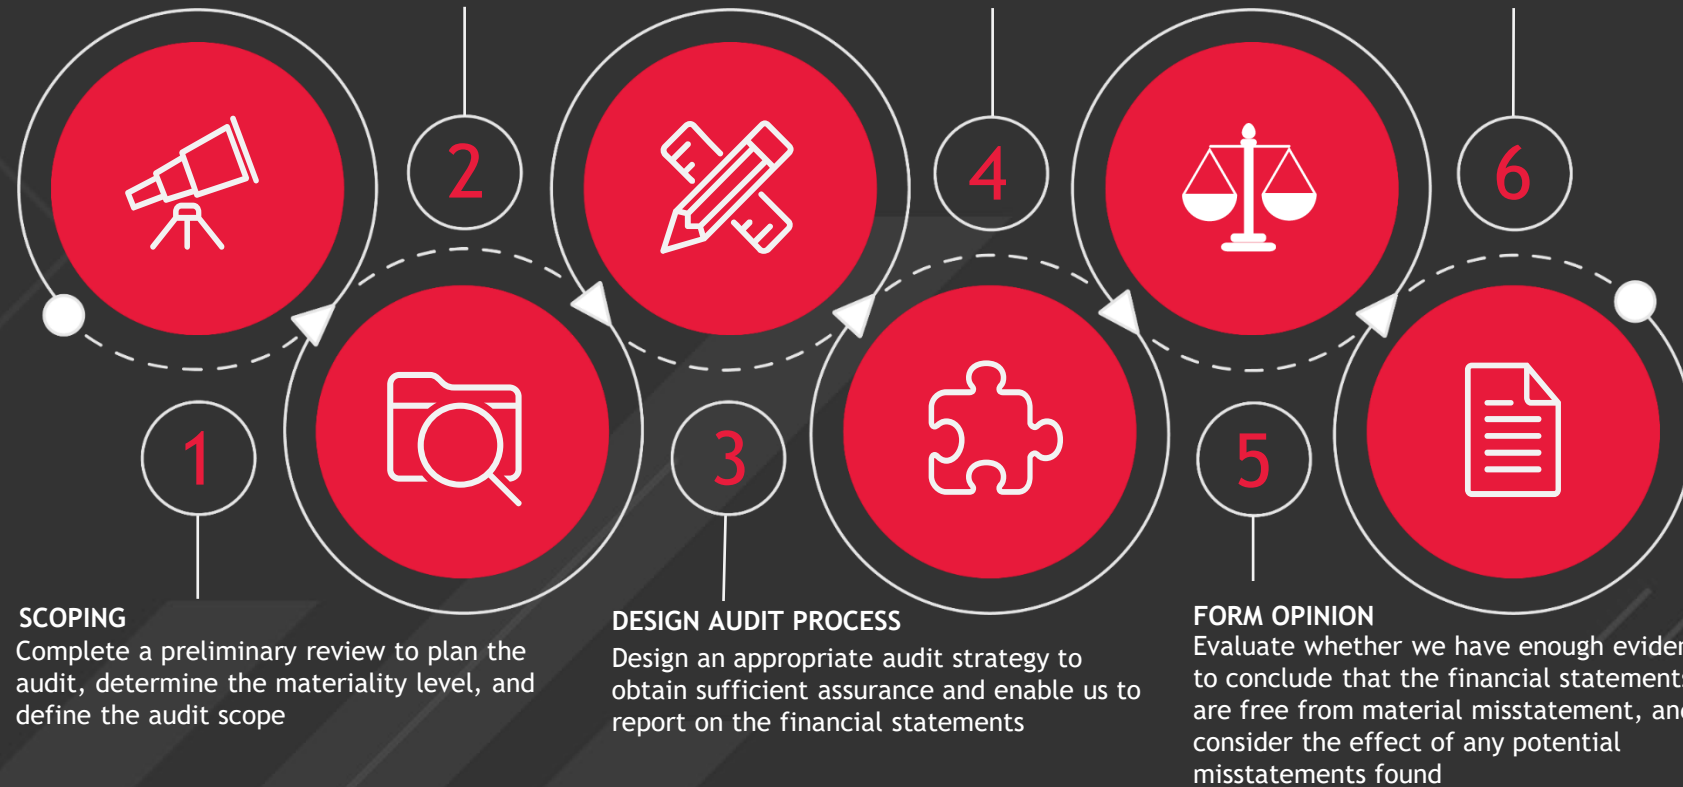 2
4
6
1
3
5
SCOPING
Complete a preliminary review to plan the
audit, determine the materiality level, and
define the audit scope
DESIGN AUDIT PROCESS
Design an appropriate audit strategy to
obtain sufficient assurance and enable us to
report on the financial statements
FORM OPINION
Evaluate whether we have enough eviden
to conclude that the financial statements
are free from material misstatement, and
consider the effect of any potential
misstatements found